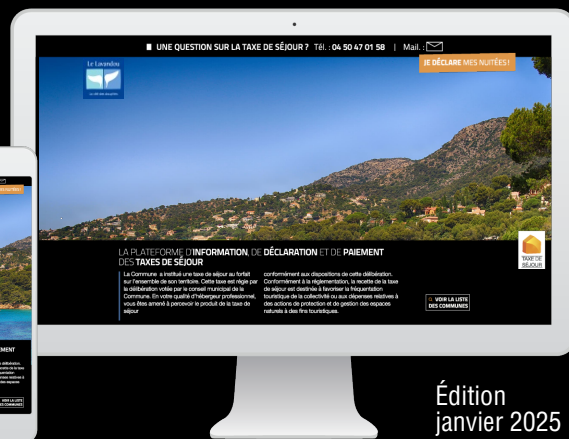 UNE QUESTION SUR LA TAXE DE SÉJOUR ? Tél. : 04 50 47 01 58 | Mail. :
JE DÉCLARE MES NUITÉES !
Le Lavandou
LA PLATEFORME D'INFORMATION, DE DÉCLARATION ET DE PAIEMENT
DES TAXES DE SÉJOUR
La Commune a institué une taxe de séjour au forfait
sur l'ensemble de son territoire. Cette taxe est régie par
la délibération votée par le conseil municipal de la
Commune. En votre qualité d'hébergeur professionnel,
vous êtes amené à percevoir le produit de la taxe de
séjour
conformément aux dispositions de cette délibération.
Conformément à la réglementation, la recette de la taxe
de séjour est destinée à favoriser la fréquentation
touristique de la collectivité ou aux dépenses relatives à
des actions de protection et de gestion des espaces
naturels à des fins touristiques.
TAXE DE
SÉJOUR
VOIR LA LISTE
DES COMMUNES
EMENT
VOIR LA LISTE
DES COMMUNES
Édition
janvier 2025